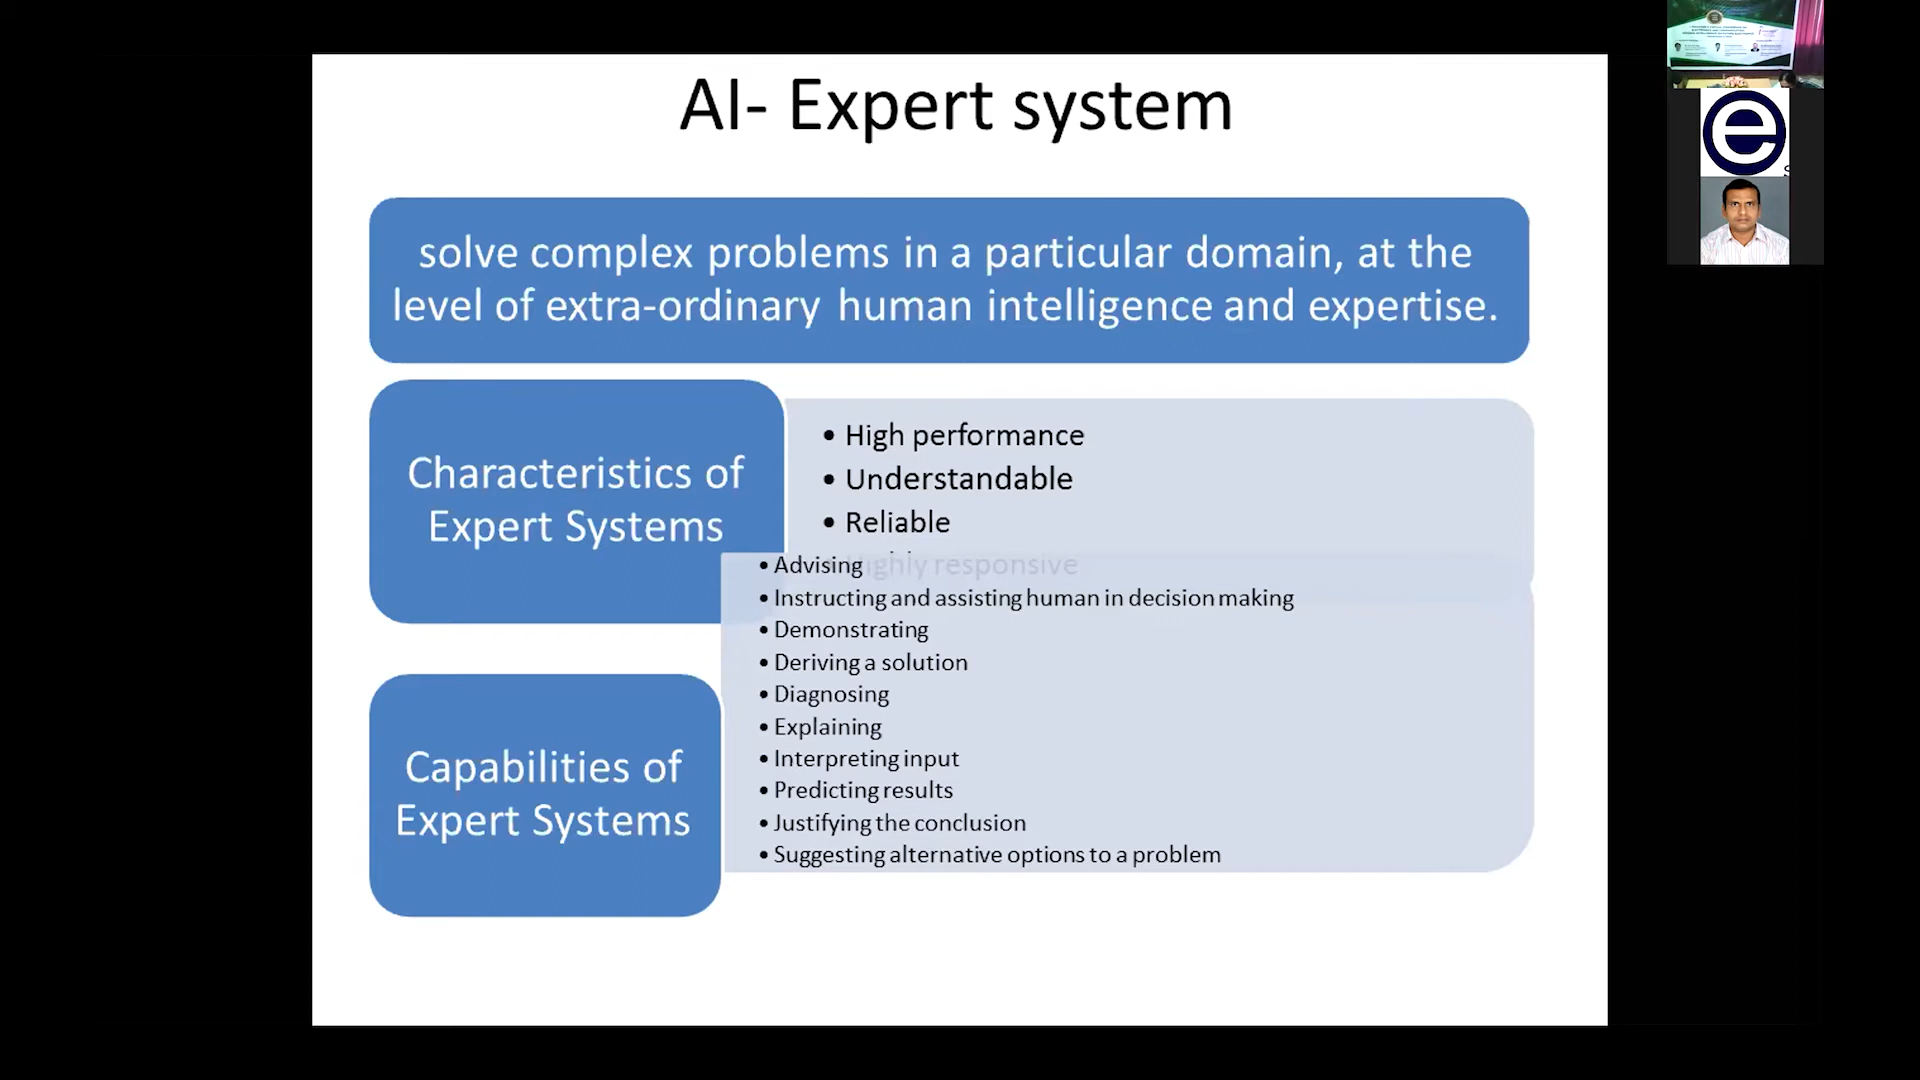 AI- Expert system
solve complex problems in a particular domain, at the
level of extra-ordinary human intelligence and expertise.
Characteristics of
Expert Systems
• High performance
• Understandable
• Reliable
• Highly responsive
• Advising
• Instructing and assisting human in decision making
• Demonstrating
• Deriving a solution
• Diagnosing
• Explaining
• Interpreting input
• Predicting results
• Justifying the conclusion
• Suggesting alternative options to a problem
Capabilities of
Expert Systems
e